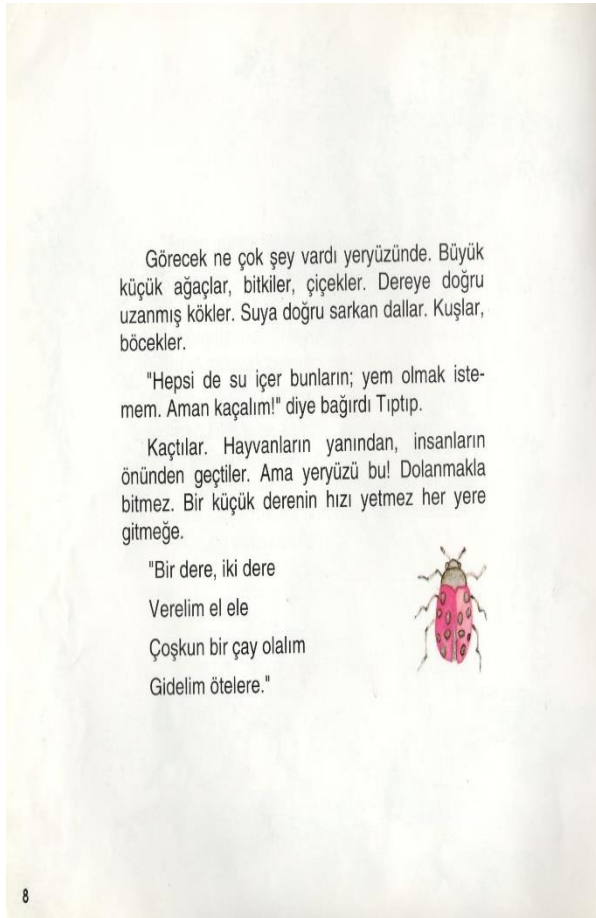 Görecek ne çok şey vardı yeryüzünde. Büyük
küçük ağaçlar, bitkiler, çiçekler. Dereye doğru
uzanmış kökler. Suya doğru sarkan dallar. Kuşlar,
böcekler.
"Hepsi de su içer bunların; yem olmak iste-
mem. Aman kaçalım!" diye bağırdı Tıptıp.
Kaçtılar. Hayvanların yanından, insanların
önünden geçtiler. Ama yeryüzü bu! Dolanmakla
bitmez. Bir küçük derenin hızı yetmez her yere
gitmeğe.
"Bir dere, iki dere
Verelim el ele
Çoşkun bir çay olalım
Gidelim ötelere."
8